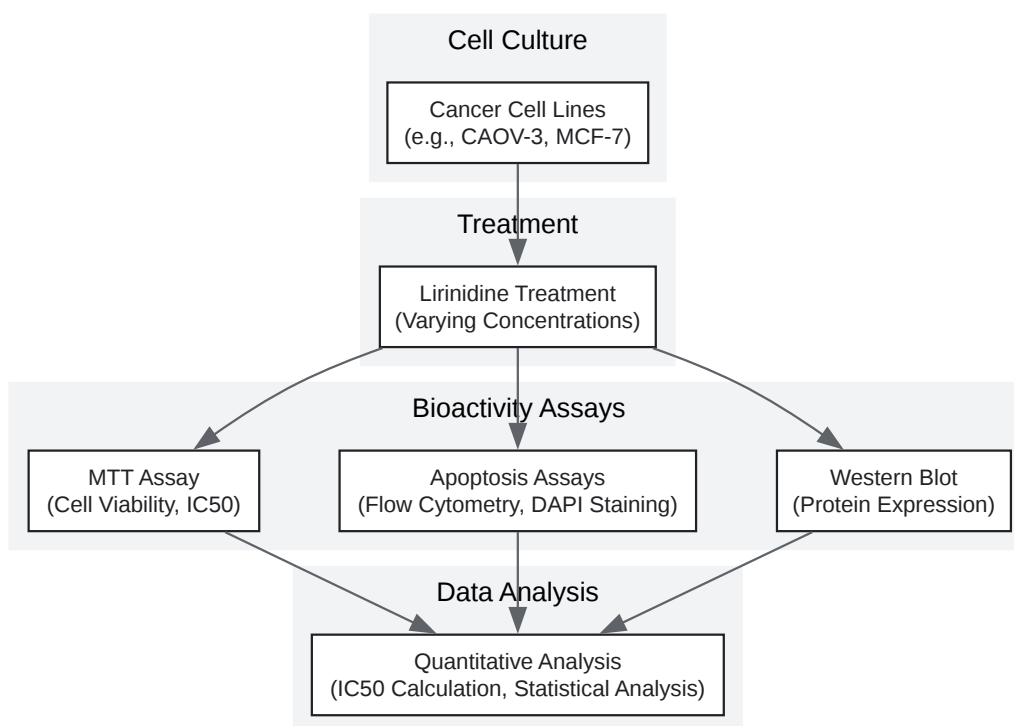 Cell Culture
Cancer Cell Lines
(e.g., CAOV-3, MCF-7)
Treatment
Lirinidine Treatment
(Varying Concentrations)
Bioactivity Assays
MTT Assay
(Cell Viability, IC50)
Apoptosis Assays
(Flow Cytometry, DAPI Staining)
Western Blot
(Protein Expression)
Data Analysis
Quantitative Analysis
(IC50 Calculation, Statistical Analysis)